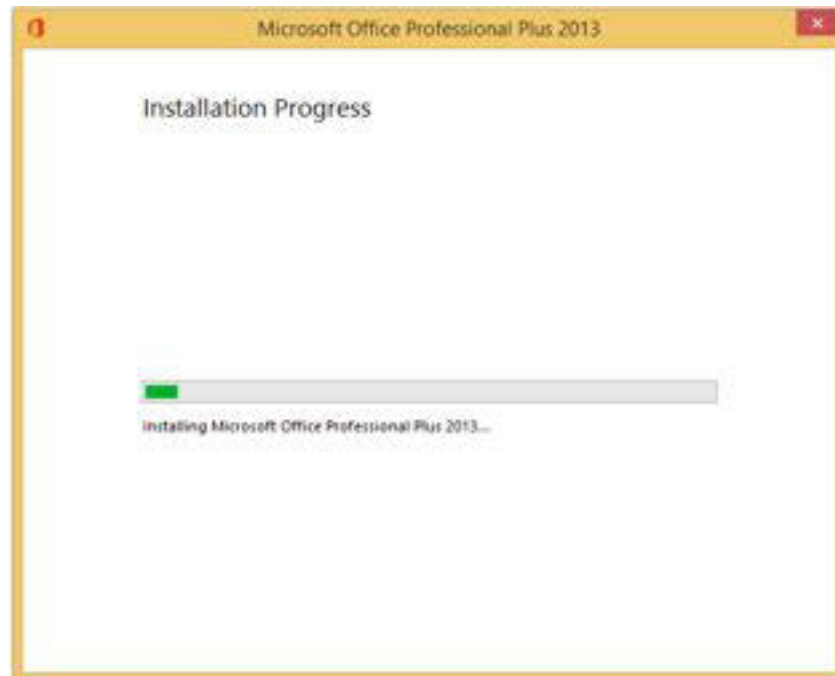 Microsoft Office Professional Plus 2013
Installation Progress
Installing Microsoft Office Professional Plus 2013...